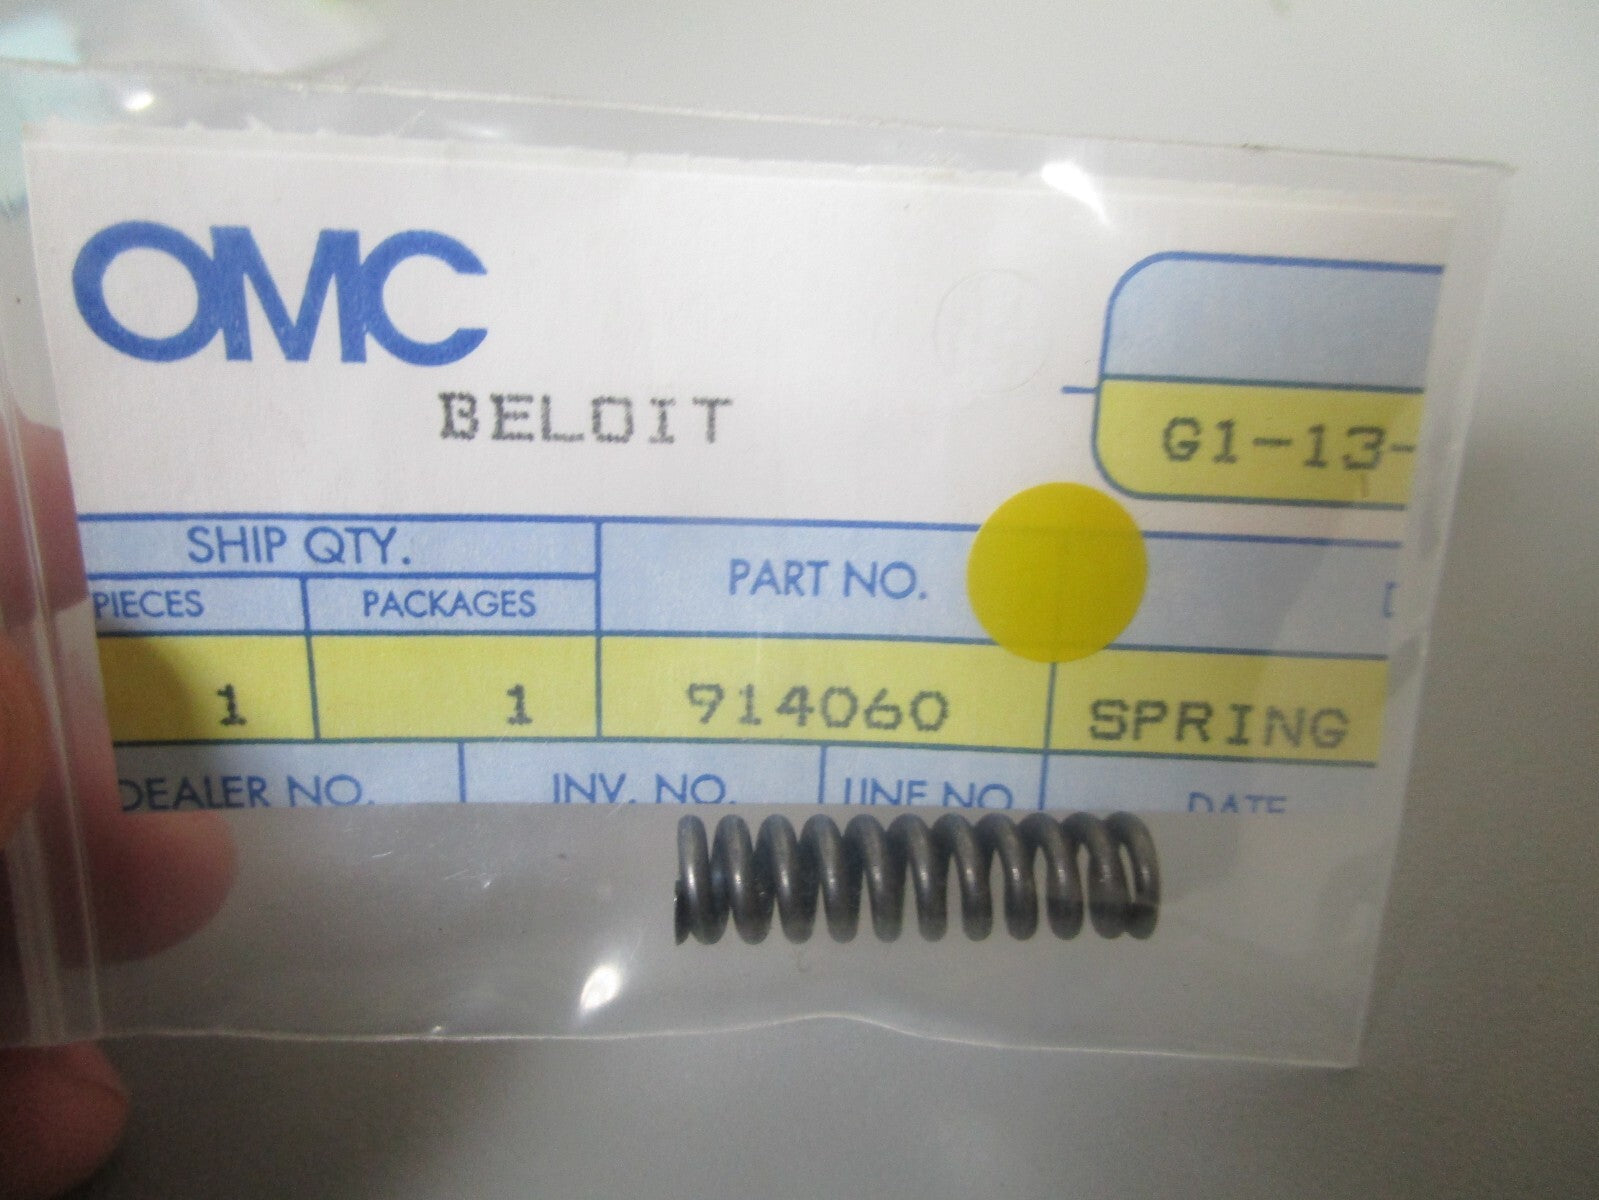 OMC
BELOIT
G1-13-
SHIP QTY.
PART NO.
PIECES PACKAGES
1 1 914060 SPRING
DEALER NO. INV. NO. LINE NO DATE